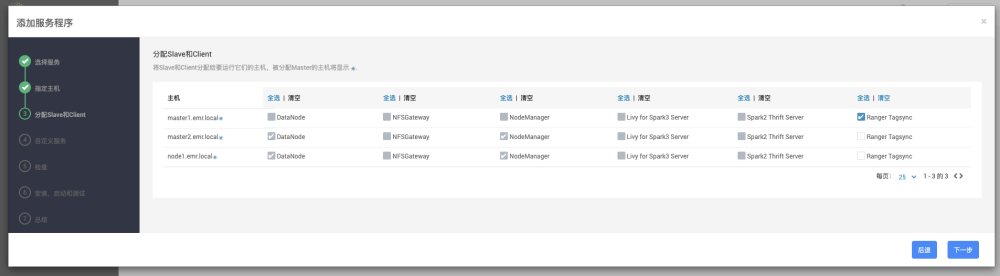 添加服务程序
×
选择服务
指定主机
3 分配Slave和Client
4 自定义服务
5 检查
6 安装、启动和测试
7 总结
分配Slave和Client
将Slave和Client分配给要运行它们的主机，被分配Master的主机将显示 *.
主机 全选 | 清空 全选 | 清空 全选 | 清空 全选 | 清空 全选 | 清空 全选 | 清空
master1.emr.local* DataNode NFSGateway NodeManager Livy for Spark3 Server Spark2 Thrift Server Ranger Tagsync
master2.emr.local* DataNode NFSGateway NodeManager Livy for Spark3 Server Spark2 Thrift Server Ranger Tagsync
node1.emr.local* DataNode NFSGateway NodeManager Livy for Spark3 Server Spark2 Thrift Server Ranger Tagsync
每页: 25 1 - 3 的 3
后退 下一步